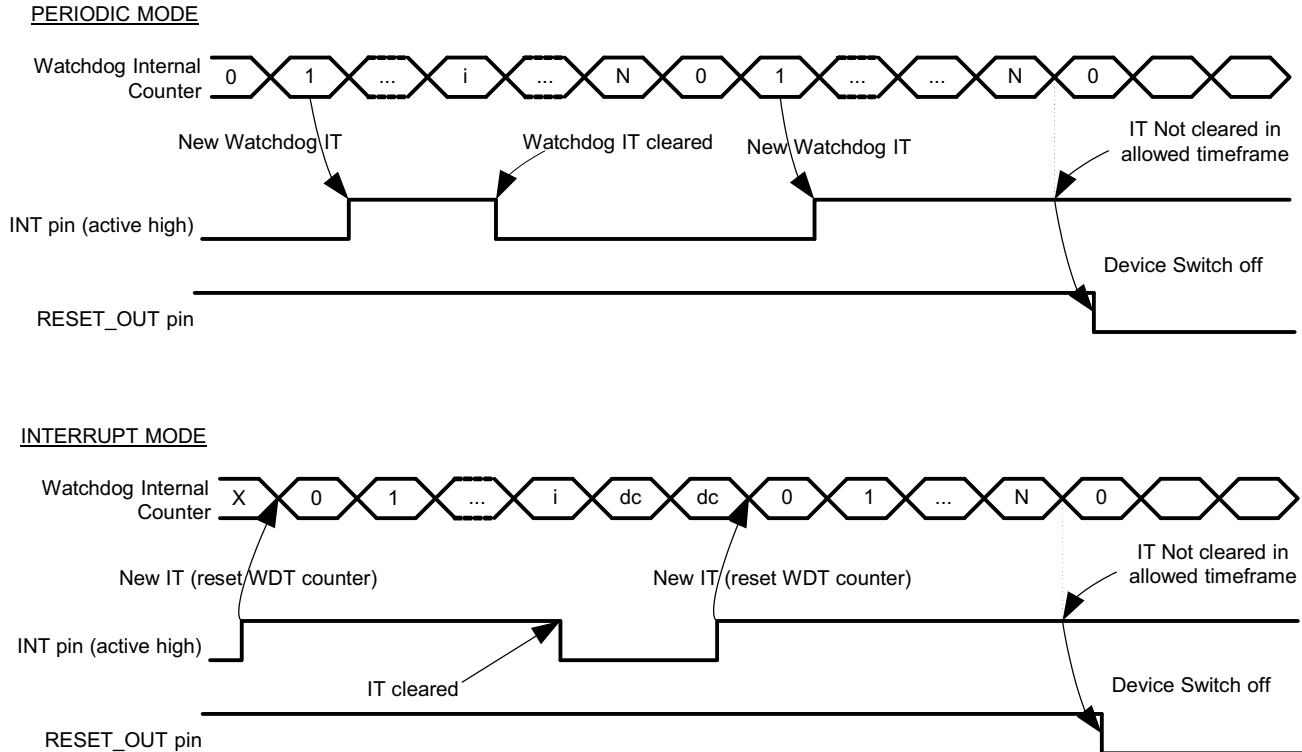 PERIODIC MODE
Watchdog Internal
Counter
0 1 ... i ... N 0 1 ... ... N 0
New Watchdog IT
Watchdog IT cleared
New Watchdog IT
IT Not cleared in
allowed timeframe
INT pin (active high)
Device Switch off
RESET_OUT pin
INTERRUPT MODE
Watchdog Internal
Counter
X 0 1 ... i dc dc 0 1 ... N 0
New IT (reset WDT counter)
New IT (reset WDT counter)
IT Not cleared in
allowed timeframe
INT pin (active high)
IT cleared
Device Switch off
RESET_OUT pin